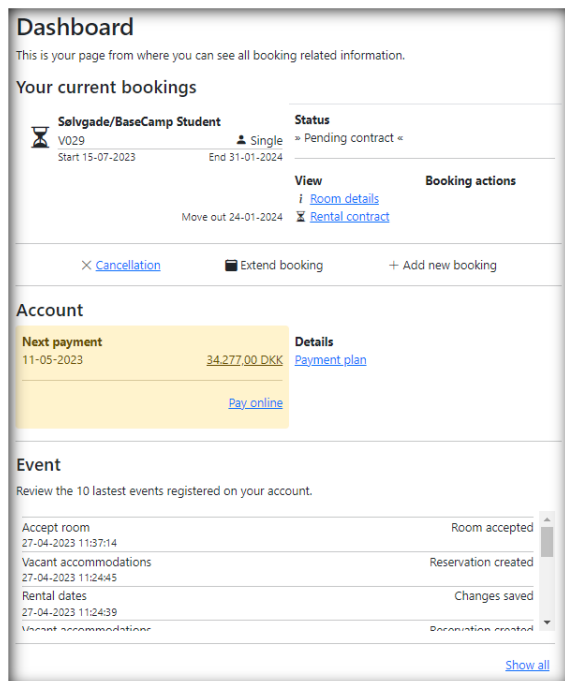 Dashboard
This is your page from where you can see all booking related information.
Your current bookings
Sølvgade/BaseCamp Student
V029 Single
Start 15-07-2023 End 31-01-2024
Move out 24-01-2024
Status
» Pending contract «
View Booking actions
i Room details
Rental contract
Cancellation Extend booking + Add new booking
Account
Next payment
11-05-2023 34.277,00 DKK
Pay online
Details
Payment plan
Event
Review the 10 lastest events registered on your account.
Accept room Room accepted
27-04-2023 11:37:14
Vacant accommodations Reservation created
27-04-2023 11:24:45
Rental dates Changes saved
27-04-2023 11:24:39
Vacant accommodations Reservation created
Show all